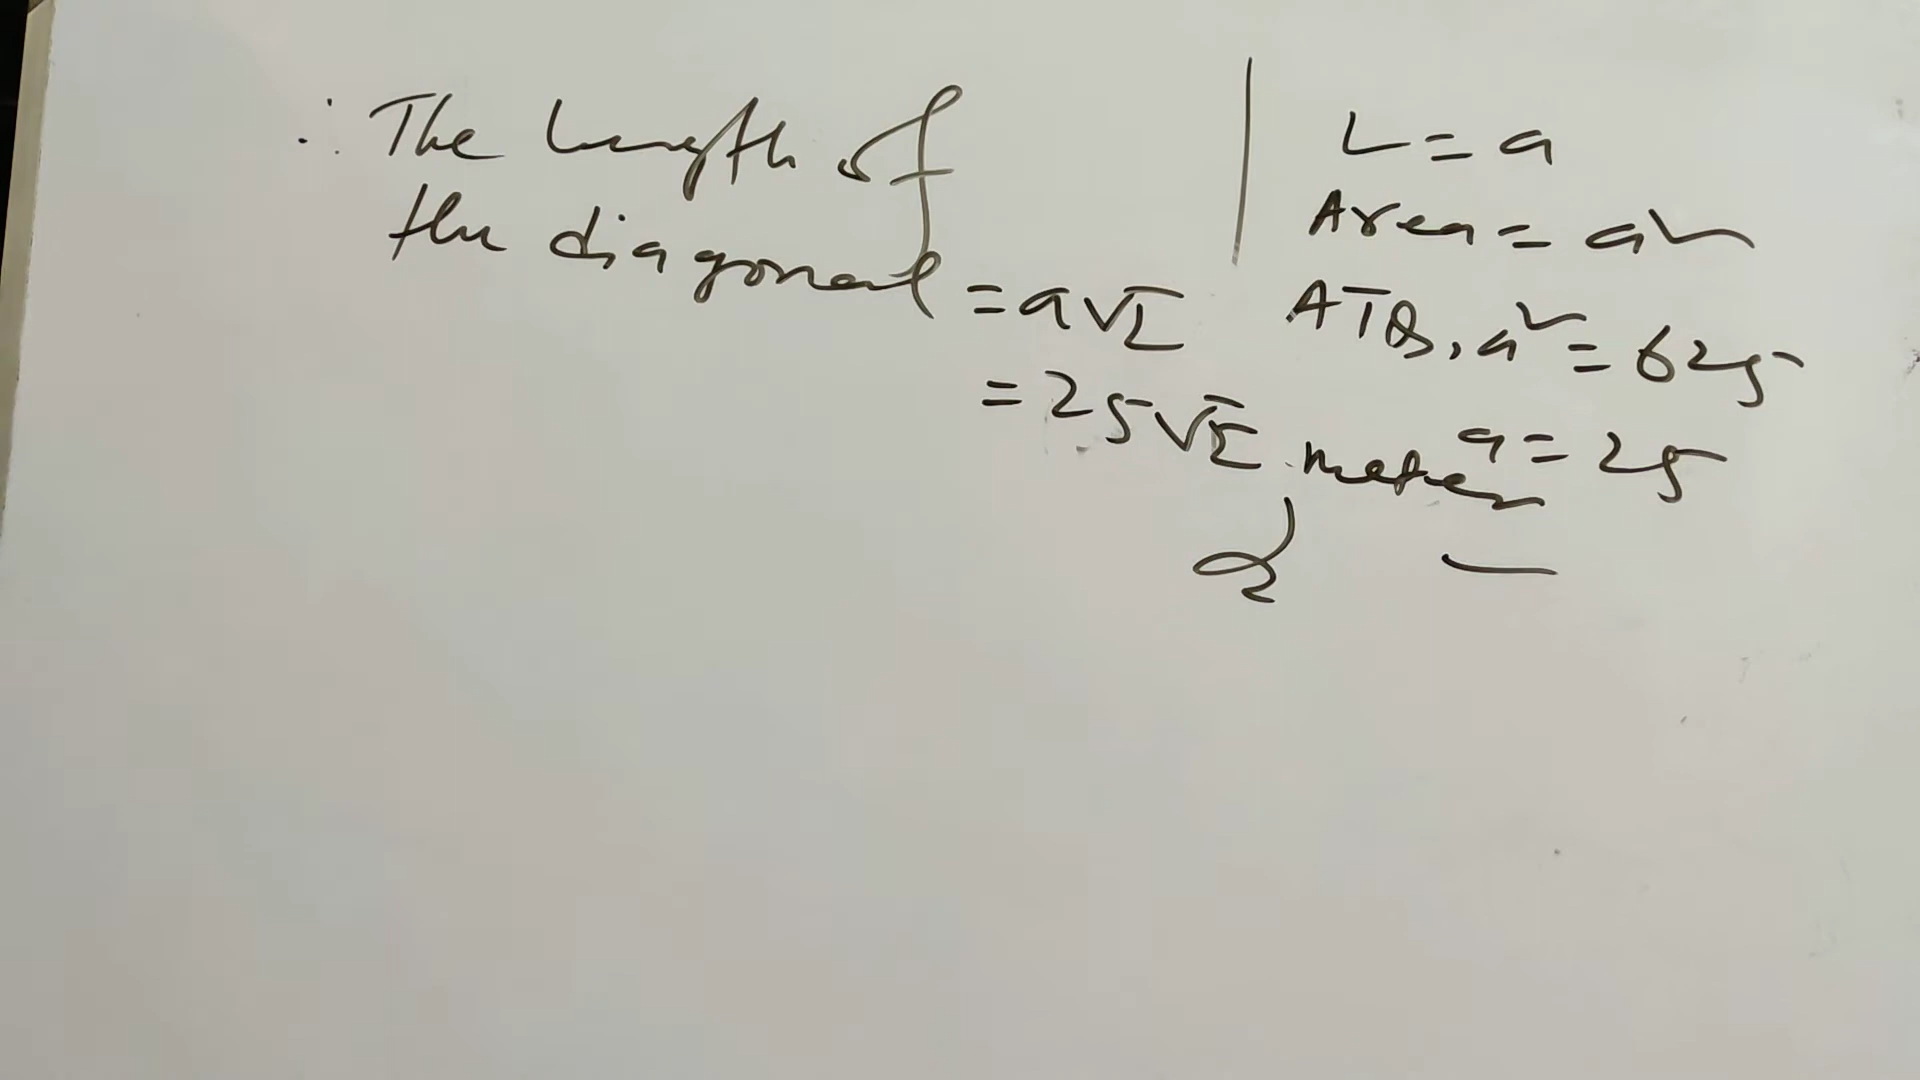 ∴ The length of
the diagonal = a√2
= 25√2 meter
L = a
Area = a²
ATQ, a² = 625
a = 25